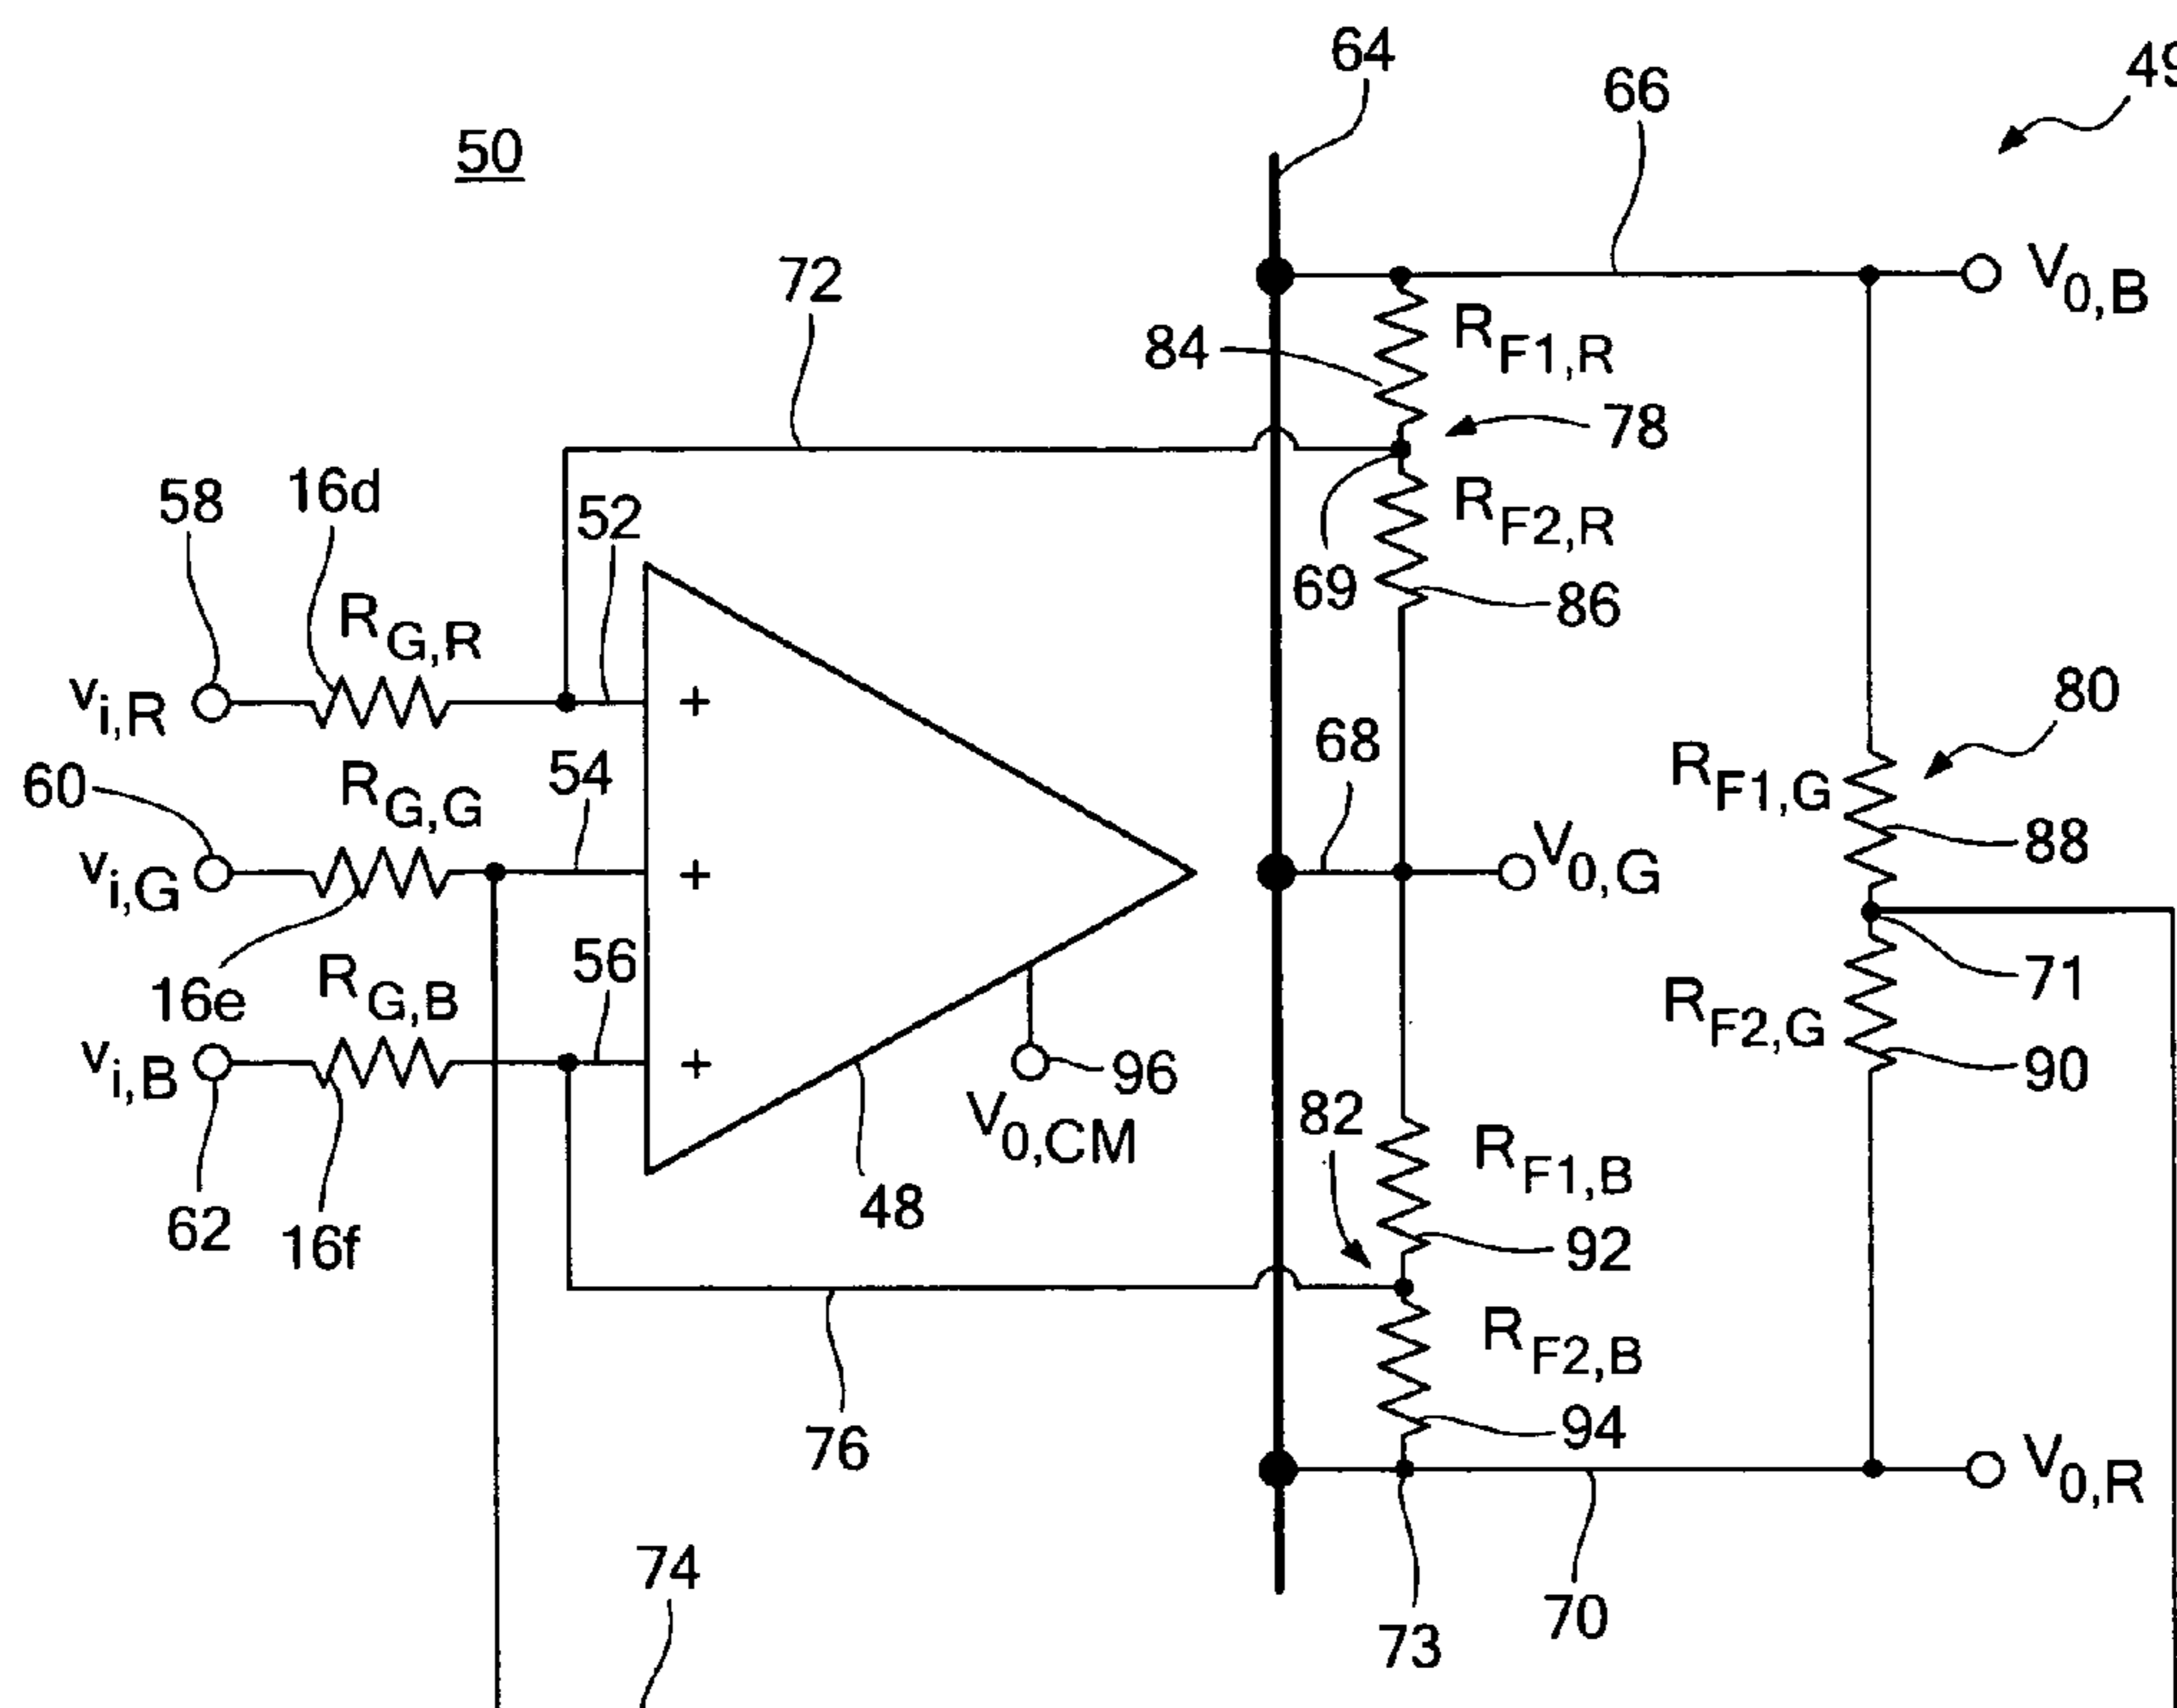 64
49
66
50
V0,B
72
84
RF1,R
78
58
16d
52
RF2,R
69
86
RG,R
vi,R
+
80
68
60
54
RG,G
RF1,G
88
V0,G
vi,G
+
56
71
16e
RG,B
RF2,G
90
vi,B
+
96
V0,CM
82
RF1,B
62
16f
48
92
RF2,B
94
76
V0,R
74
70
73